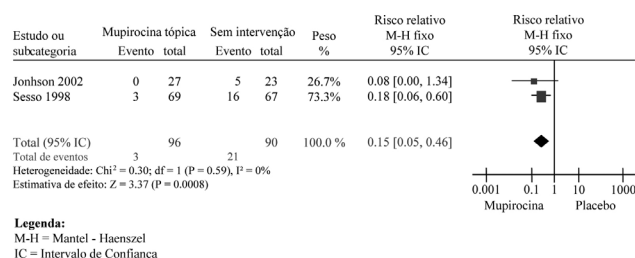 Estudo ou subcategoria Mupirocina tópica Sem intervenção Peso % Risco relativo M-H fixo 95% IC Risco relativo M-H fixo 95% IC
Evento total Evento total
Jonhson 2002 0 27 5 23 26.7% 0.08 [0.00, 1.34]
Sesso 1998 3 69 16 67 73.3% 0.18 [0.06, 0.60]
Total (95% IC) 96 90 100.0 % 0.15 [0.05, 0.46]
Total de eventos 3 21
Heterogeneidade: Chi² = 0.30; df = 1 (P = 0.59), I² = 0%
Estimativa de efeito: Z = 3.37 (P = 0.0008)
0.001 0.1 1 10 1000
Mupirocina Placebo
Legenda:
M-H = Mantel - Haenszel
IC = Intervalo de Confianca